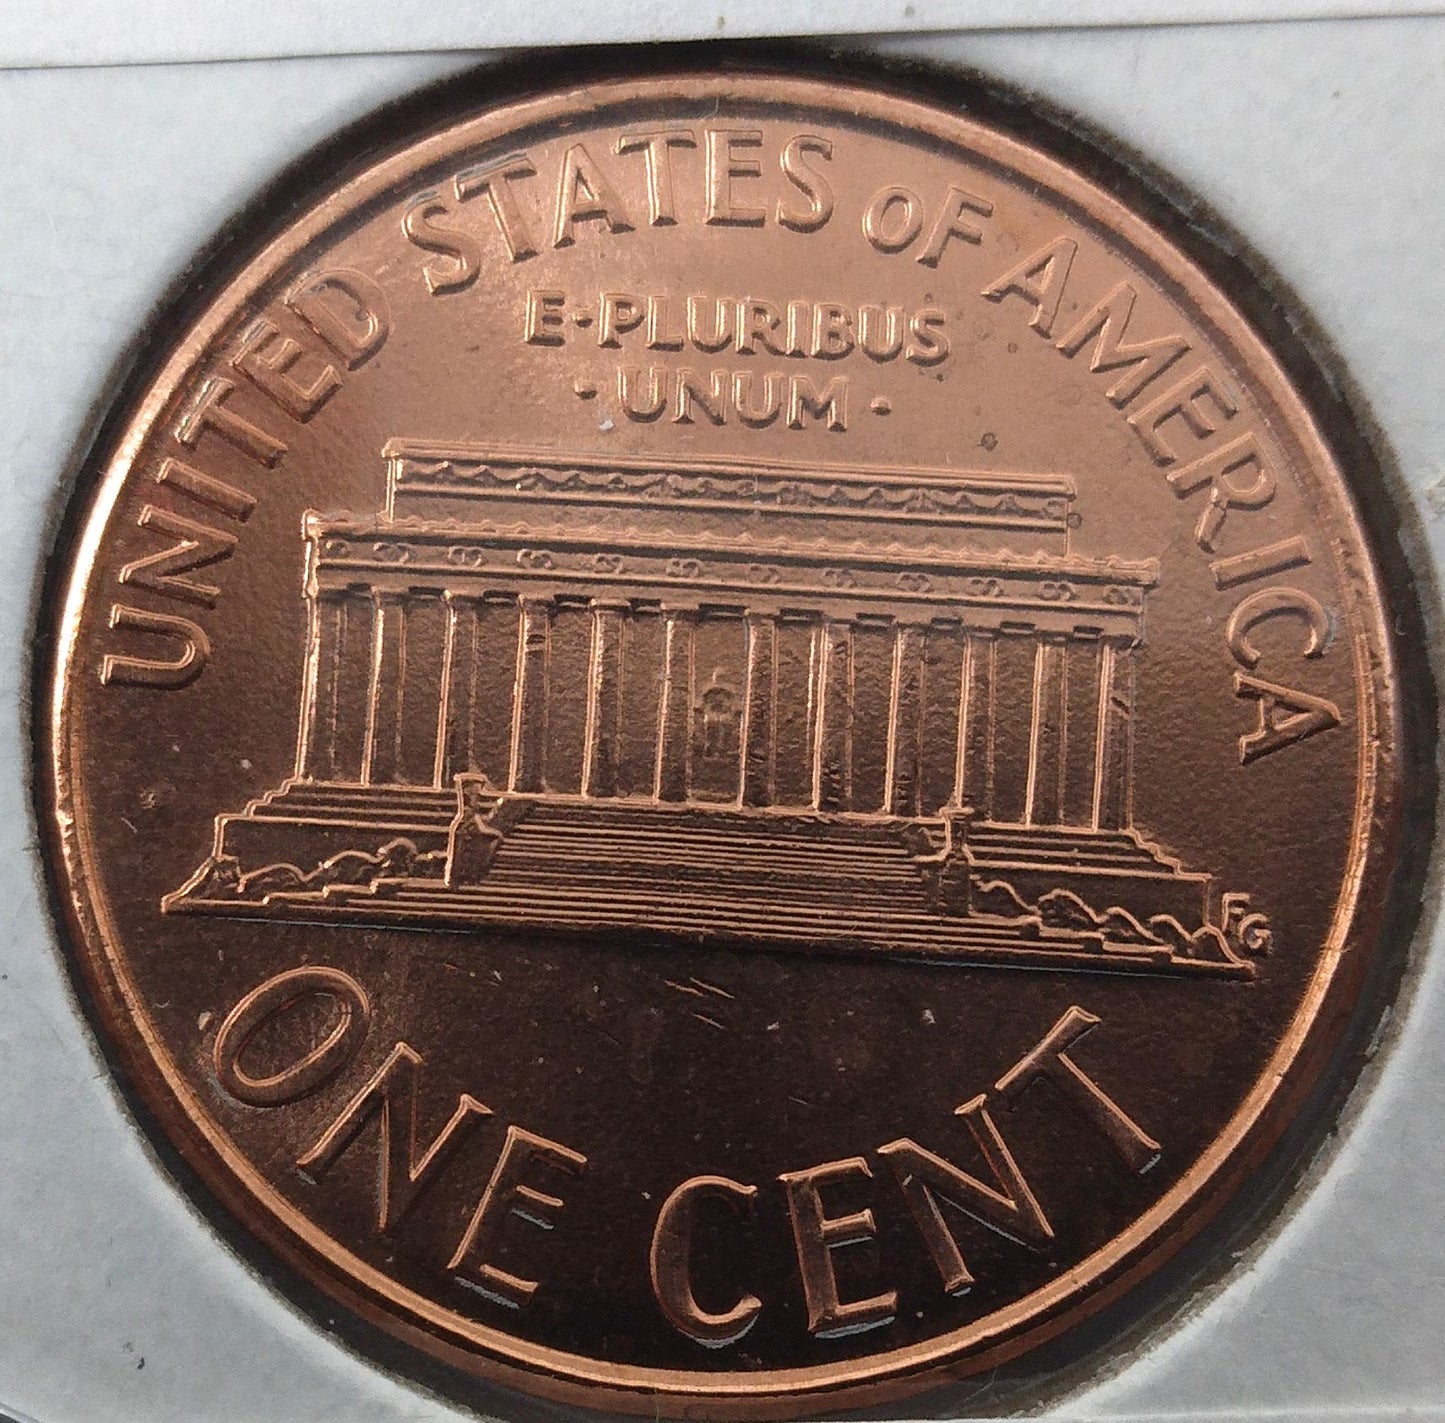 UNITED STATES OF AMERICA
E·PLURIBUS
·UNUM·
FG
ONE CENT